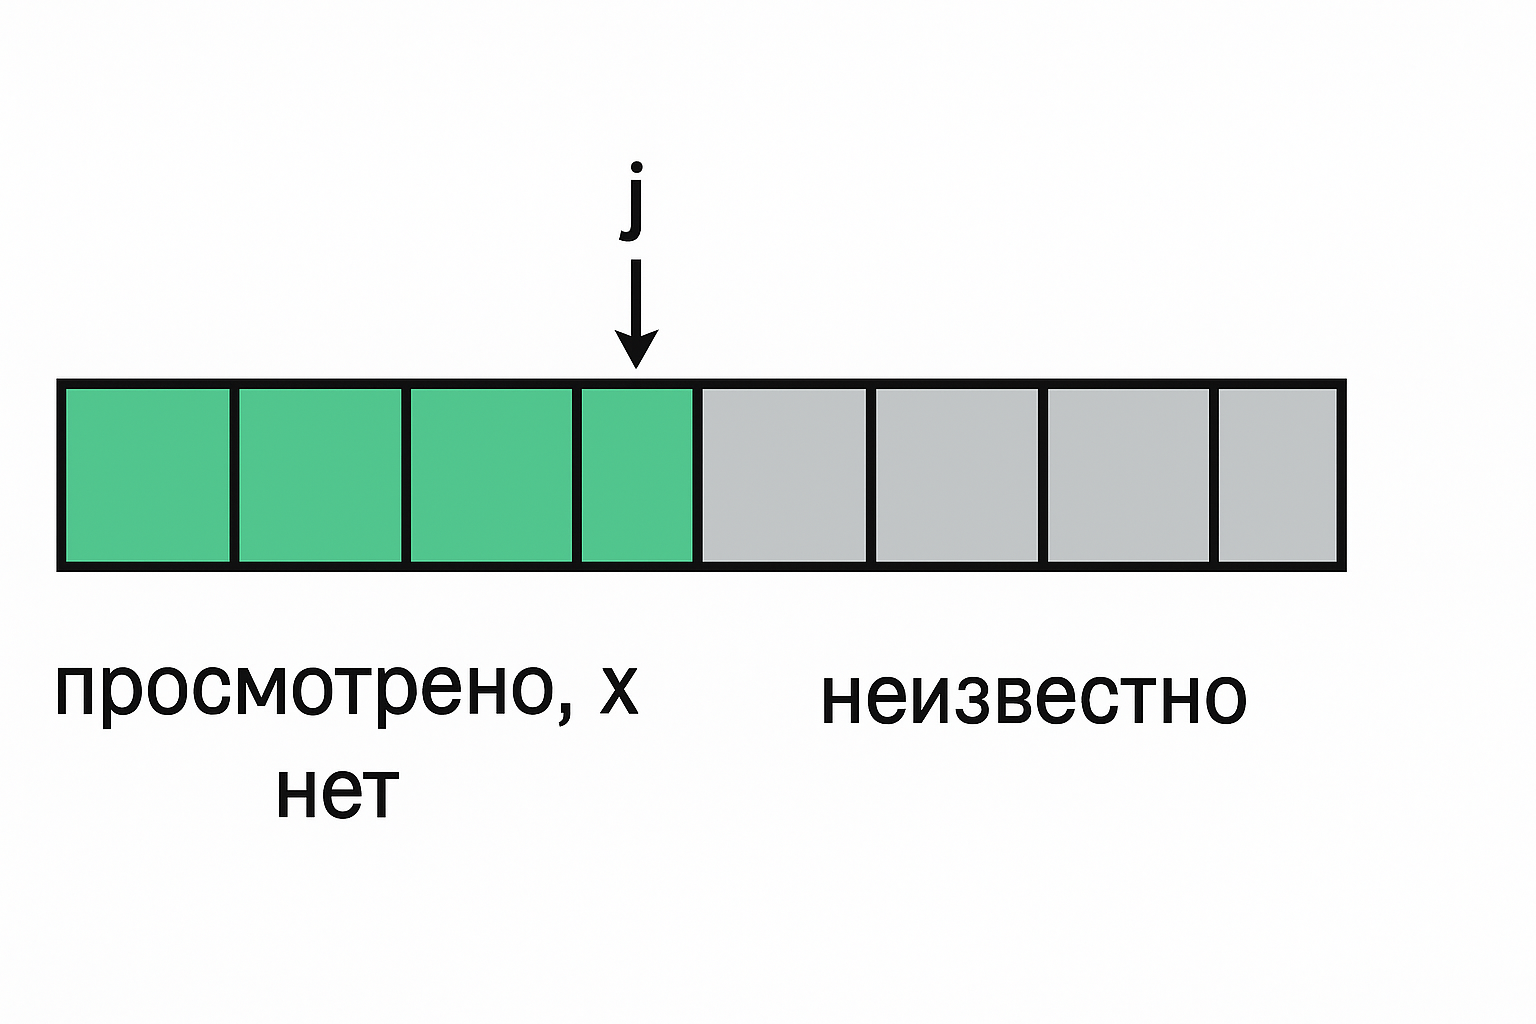 j
просмотрено, x
нет
неизвестно